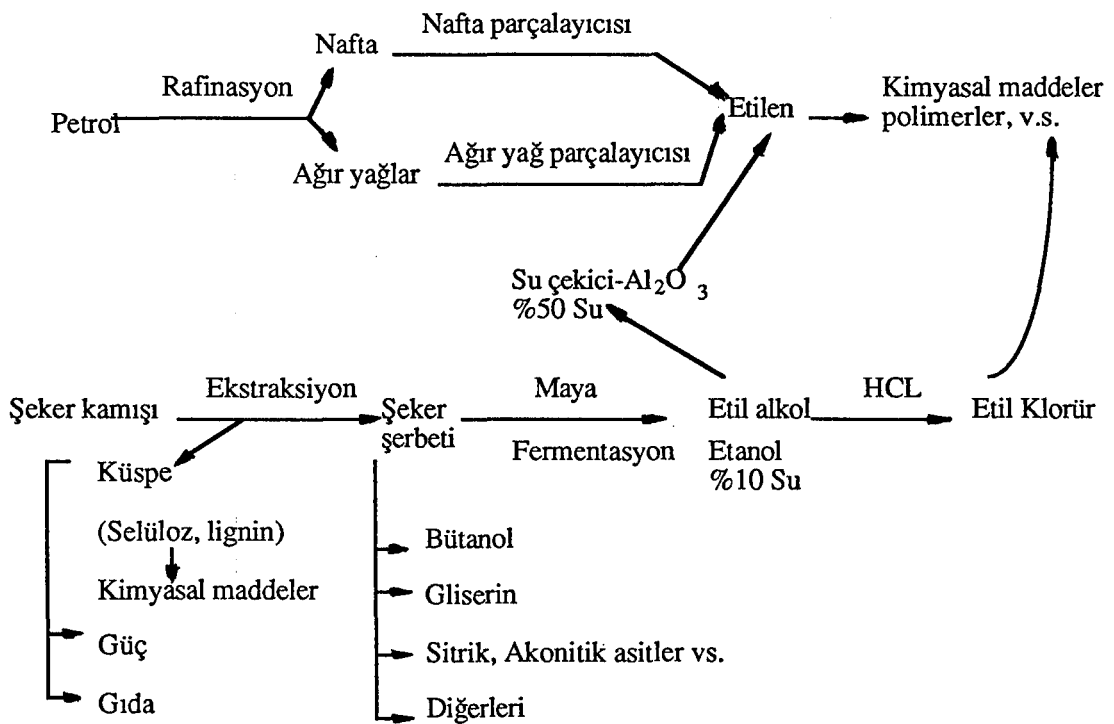 Nafta parçalayıcısı
Nafta
Rafinasyon
Petrol
Etilen
Kimyasal maddeler
polimerler, v.s.
Ağır yağ parçalayıcısı
Ağır yağlar
Su çekici-Al₂O ₃
%50 Su
Ekstraksiyon
Maya
HCL
Şeker kamışı
Şeker
şerbeti
Etil alkol
Etil Klorür
Fermentasyon
Etanol
%10 Su
Küspe
(Selüloz, lignin)
Kimyasal maddeler
Güç
Gıda
Bütanol
Gliserin
Sitrik, Akonitik asitler vs.
Diğerleri